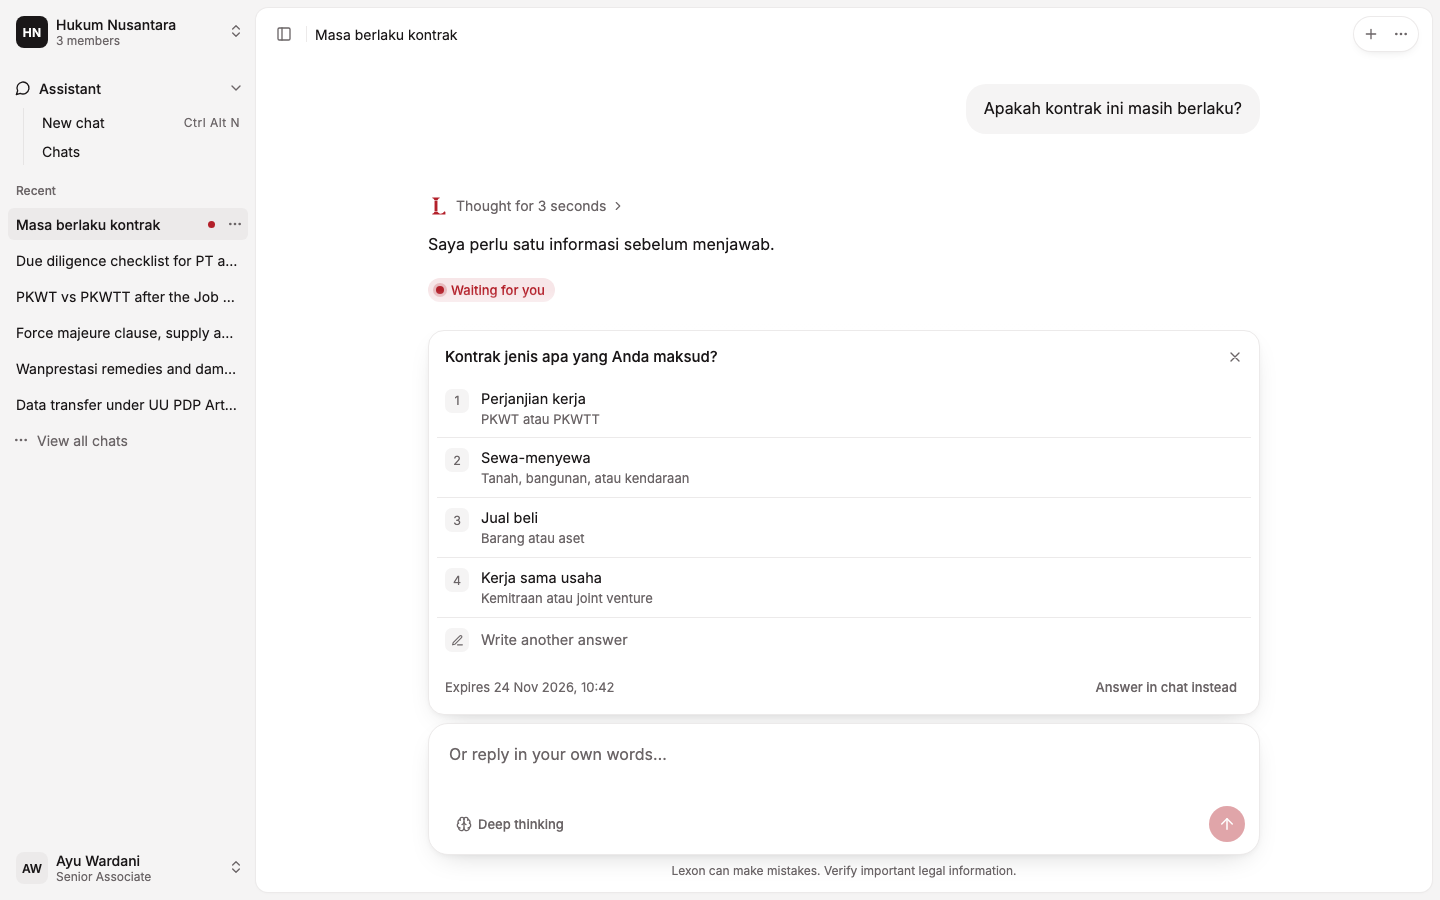 HN
Hukum Nusantara
3 members
Assistant
New chat
Ctrl Alt N
Chats
Recent
Masa berlaku kontrak
Due diligence checklist for PT a...
PKWT vs PKWTT after the Job ...
Force majeure clause, supply a...
Wanprestasi remedies and dam...
Data transfer under UU PDP Art...
View all chats
AW
Ayu Wardani
Senior Associate
Masa berlaku kontrak
Apakah kontrak ini masih berlaku?
L
Thought for 3 seconds
Saya perlu satu informasi sebelum menjawab.
Waiting for you
Kontrak jenis apa yang Anda maksud?
1
Perjanjian kerja
PKWT atau PKWTT
2
Sewa-menyewa
Tanah, bangunan, atau kendaraan
3
Jual beli
Barang atau aset
4
Kerja sama usaha
Kemitraan atau joint venture
Write another answer
Expires 24 Nov 2026, 10:42
Answer in chat instead
Or reply in your own words...
Deep thinking
Lexon can make mistakes. Verify important legal information.